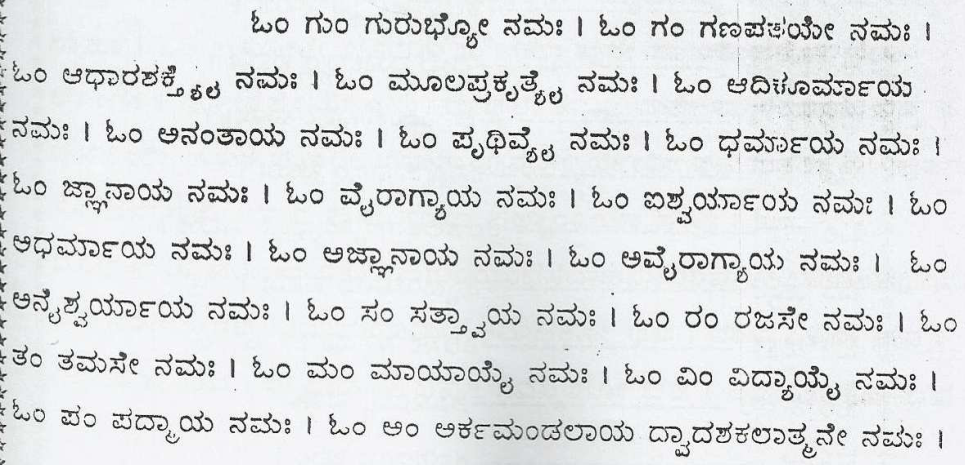 ಓಂ ಗುಂ ಗುರುಭ್ಯೋ ನಮಃ । ಓಂ ಗಂ ಗಣಪತಯೇ ನಮಃ ।
ಓಂ ಆಧಾರಶಕ್ತ್ಯೈ ನಮಃ । ಓಂ ಮೂಲಪ್ರಕೃತ್ಯೈ ನಮಃ । ಓಂ ಆದಿಕೂರ್ಮಾಯ
ನಮಃ । ಓಂ ಅನಂತಾಯ ನಮಃ । ಓಂ ಪೃಥಿವ್ಯೈ ನಮಃ । ಓಂ ಧರ್ಮಾಯ ನಮಃ ।
ಓಂ ಜ್ಞಾನಾಯ ನಮಃ । ಓಂ ವೈರಾಗ್ಯಾಯ ನಮಃ । ಓಂ ಐಶ್ವರ್ಯಾಯ ನಮಃ । ಓಂ
ಅಧರ್ಮಾಯ ನಮಃ । ಓಂ ಅಜ್ಞಾನಾಯ ನಮಃ । ಓಂ ಅವೈರಾಗ್ಯಾಯ ನಮಃ । ಓಂ
ಅನೈಶ್ವರ್ಯಾಯ ನಮಃ । ಓಂ ಸಂ ಸತ್ತ್ವಾಯ ನಮಃ । ಓಂ ರಂ ರಜಸೇ ನಮಃ । ಓಂ
ತಂ ತಮಸೇ ನಮಃ । ಓಂ ಮಂ ಮಾಯಾಯೈ ನಮಃ । ಓಂ ವಿಂ ವಿದ್ಯಾಯೈ ನಮಃ ।
ಓಂ ಪಂ ಪದ್ಮಾಯ ನಮಃ । ಓಂ ಅಂ ಅರ್ಕಮಂಡಲಾಯ ದ್ವಾದಶಕಲಾತ್ಮನೇ ನಮಃ ।